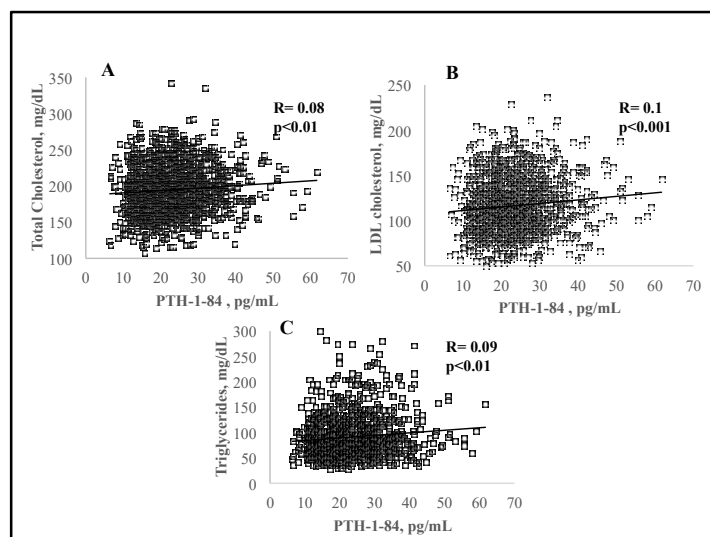 A
R= 0.08
p<0.01
Total Cholesterol, mg/dL
350
300
250
200
150
100
0 10 20 30 40 50 60 70
PTH-1-84 , pg/mL
B
R= 0.1
p<0.001
LDL cholesterol, mg/dL
250
200
150
100
50
0 10 20 30 40 50 60 70
PTH-1-84 , pg/mL
C
R= 0.09
p<0.01
Triglycerides, mg/dL
300
250
200
150
100
50
0
0 10 20 30 40 50 60 70
PTH-1-84 , pg/mL